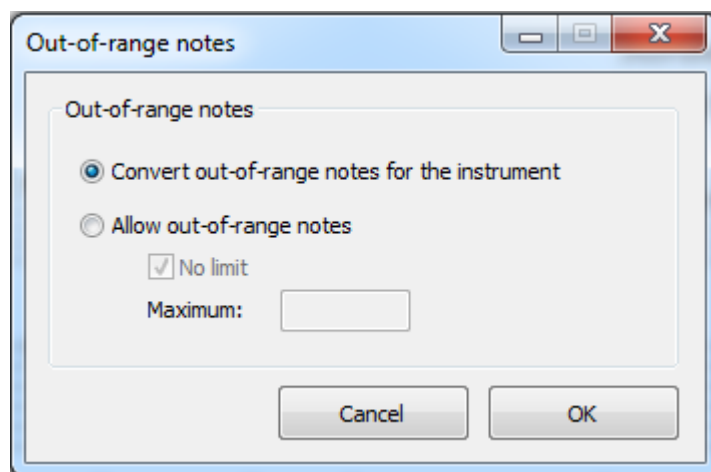 Out-of-range notes
Out-of-range notes
Convert out-of-range notes for the instrument
Allow out-of-range notes
No limit
Maximum:
Cancel OK